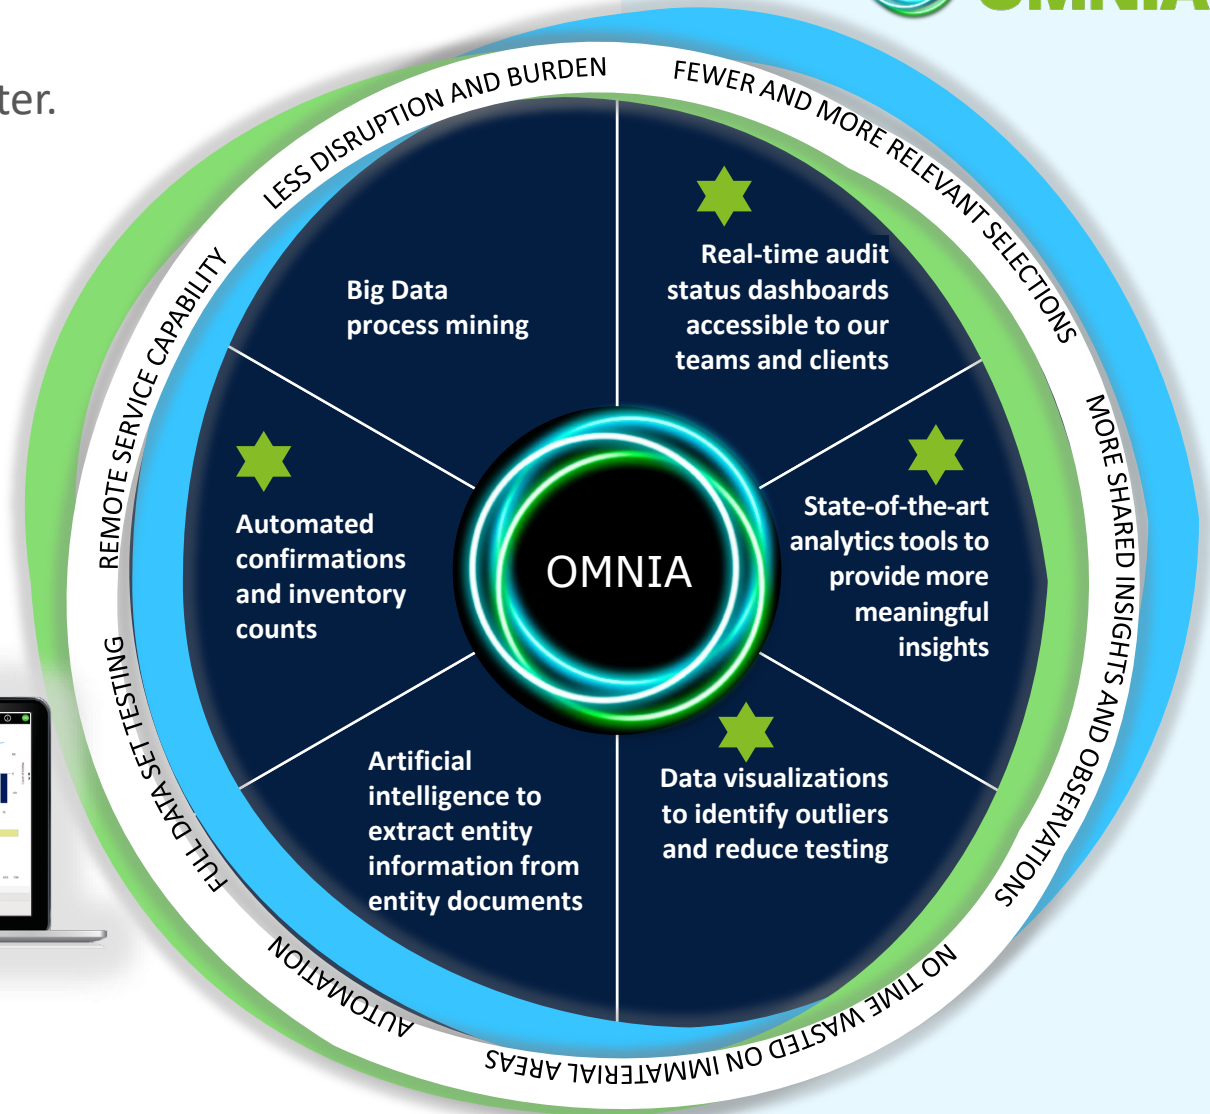 OMNIA
ter.
LESS DISRUPTION AND BURDEN
FEWER AND MORE RELEVANT SELECTIONS
MORE SHARED INSIGHTS AND OBSERVATIONS
NO TIME WASTED ON IMMATERIAL AREAS
AUTOMATION
FULL DATA SET TESTING
REMOTE SERVICE CAPABILITY
Big Data
process mining
Real-time audit
status dashboards
accessible to our
teams and clients
State-of-the-art
analytics tools to
provide more
meaningful
insights
Data visualizations
to identify outliers
and reduce testing
Artificial
intelligence to
extract entity
information from
entity documents
Automated
confirmations
and inventory
counts
OMNIA